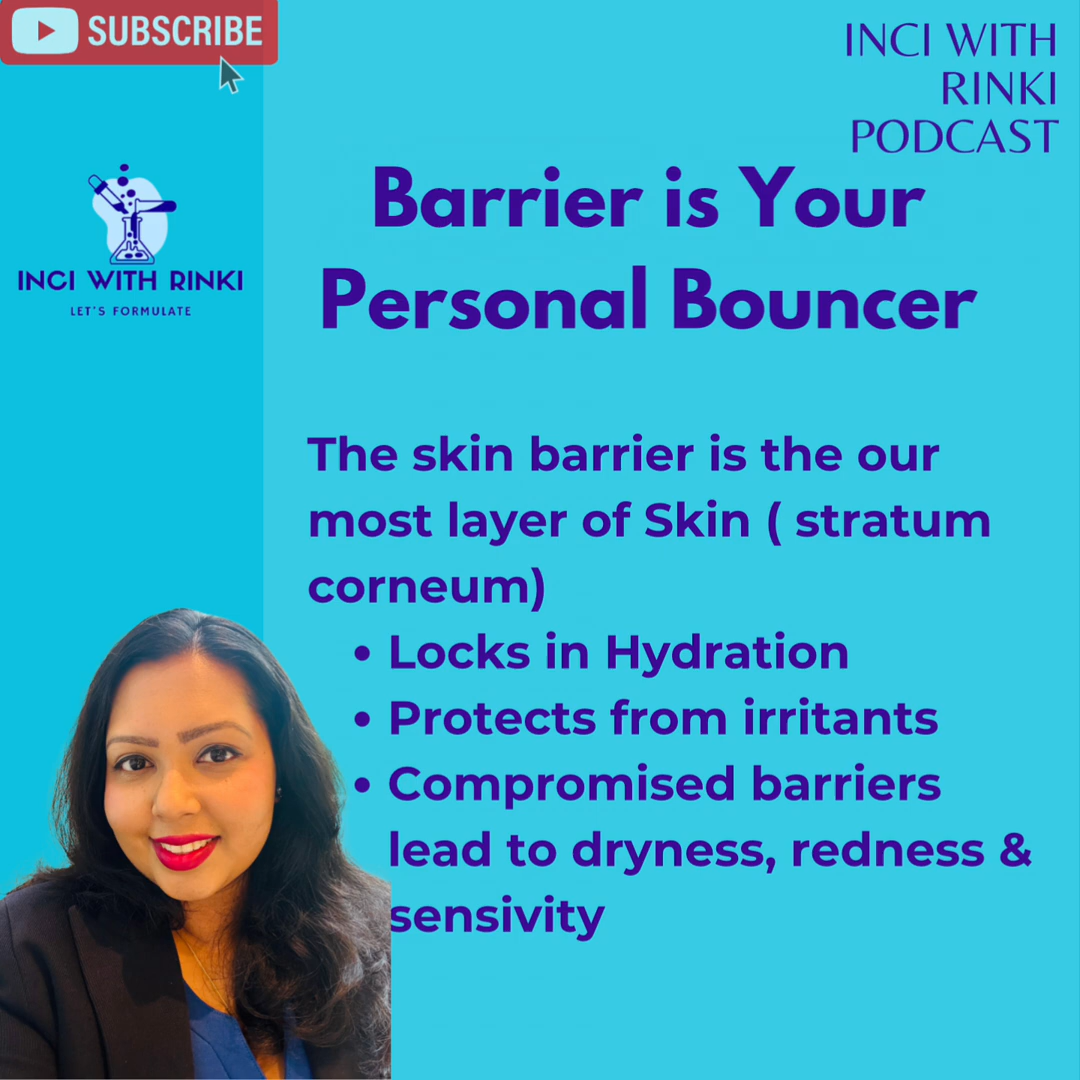 SUBSCRIBE
INCI WITH
RINKI
PODCAST
INCI WITH RINKI
LET'S FORMULATE
Barrier is Your
Personal Bouncer
The skin barrier is the our
most layer of Skin ( stratum
corneum)
• Locks in Hydration
• Protects from irritants
• Compromised barriers
lead to dryness, redness &
sensivity